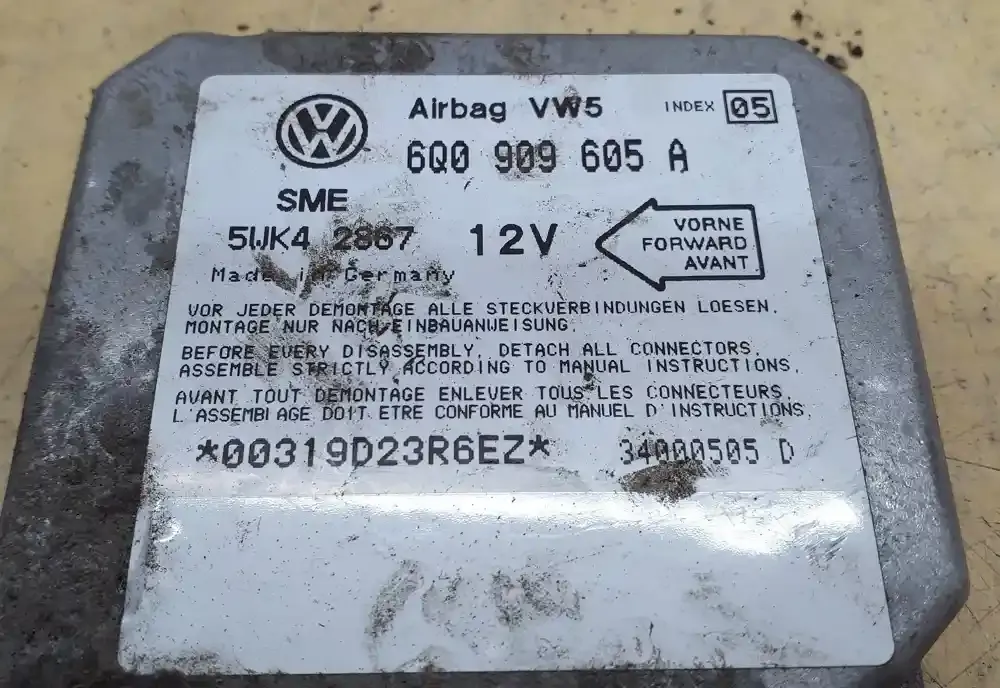 Airbag VW5 INDEX 05
6Q0 909 605 A
SME
5WK4 2867 12V
VORNE
FORWARD
AVANT
Made in Germany
VOR JEDER DEMONTAGE ALLE STECKVERBINDUNGEN LOESEN.
MONTAGE NUR NACH EINBAUANWEISUNG.
BEFORE EVERY DISASSEMBLY, DETACH ALL CONNECTORS.
ASSEMBLE STRICTLY ACCORDING TO MANUAL INSTRUCTIONS.
AVANT TOUT DEMONTAGE ENLEVER TOUS LES CONNECTEURS.
L'ASSEMBLAGE DOIT ETRE CONFORME AU MANUEL D'INSTRUCTIONS.
*00319D23R6EZ* 34000505 D